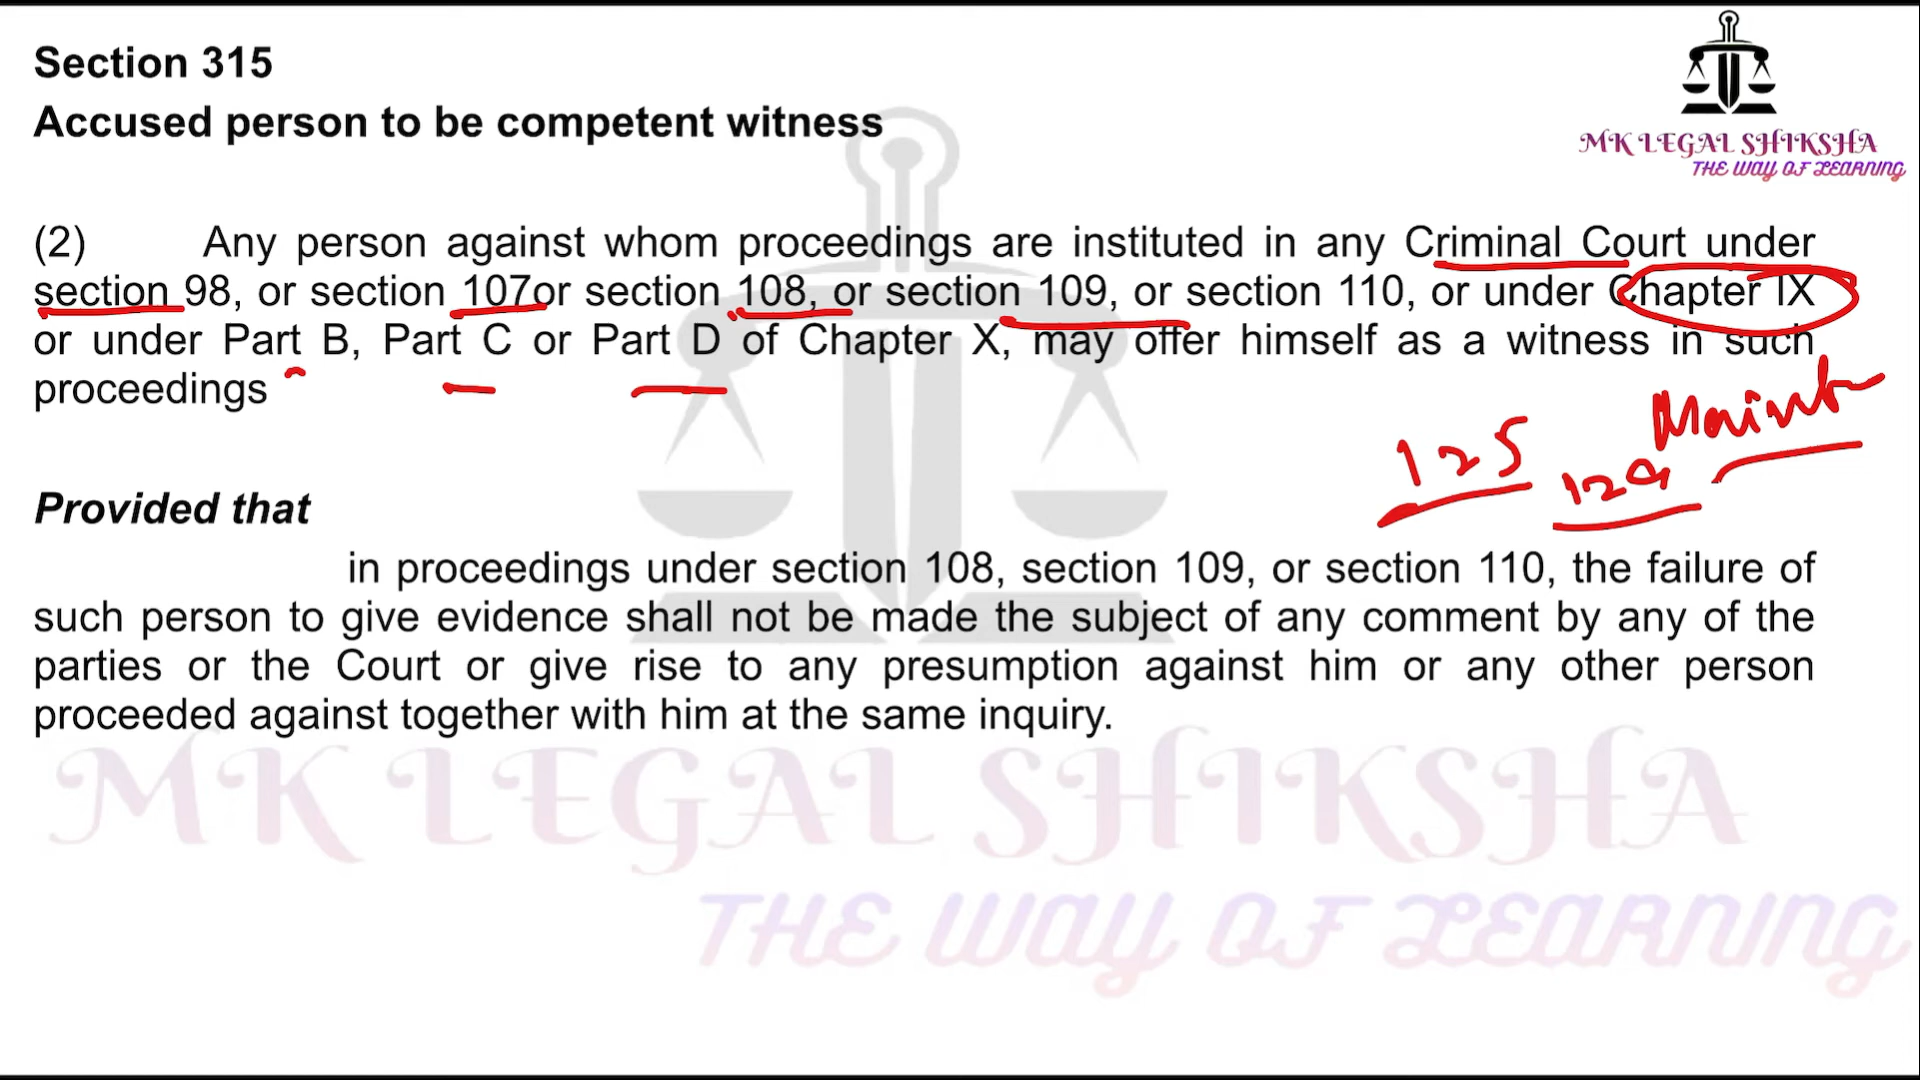 Section 315
MK LEGAL SHIKSHA
THE WAY OF LEARNING
Accused person to be competent witness
(2) Any person against whom proceedings are instituted in any Criminal Court under
section 98, or section 107or section 108, or section 109, or section 110, or under Chapter IX
or under Part B, Part C or Part D of Chapter X, may offer himself as a witness in such
proceedings
125
Provided that
in proceedings under section 108, section 109, or section 110, the failure of
such person to give evidence shall not be made the subject of any comment by any of the
parties or the Court or give rise to any presumption against him or any other person
proceeded against together with him at the same inquiry.
MK LEGAL SHIKSHA
THE WAY OF LEARNING